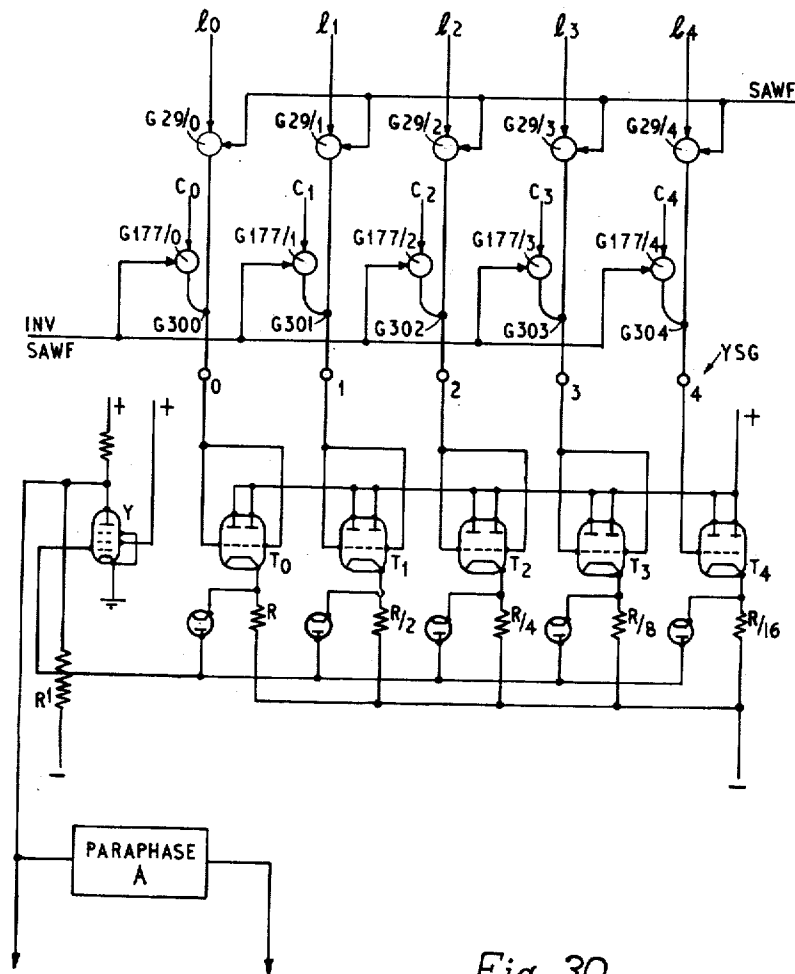 l0 l1 l2 l3 l4
SAWF
G29/0 G29/1 G29/2 G29/3 G29/4
C0 C1 C2 C3 C4
G177/0 G177/1 G177/2 G177/3 G177/4
INV
SAWF
G300 G301 G302 G303 G304
YSG
0 1 2 3 4
+ + +
Y
T0 T1 T2 T3 T4
R R/2 R/4 R/8 R/16
R1
− −
PARAPHASE
A
Fig. 30